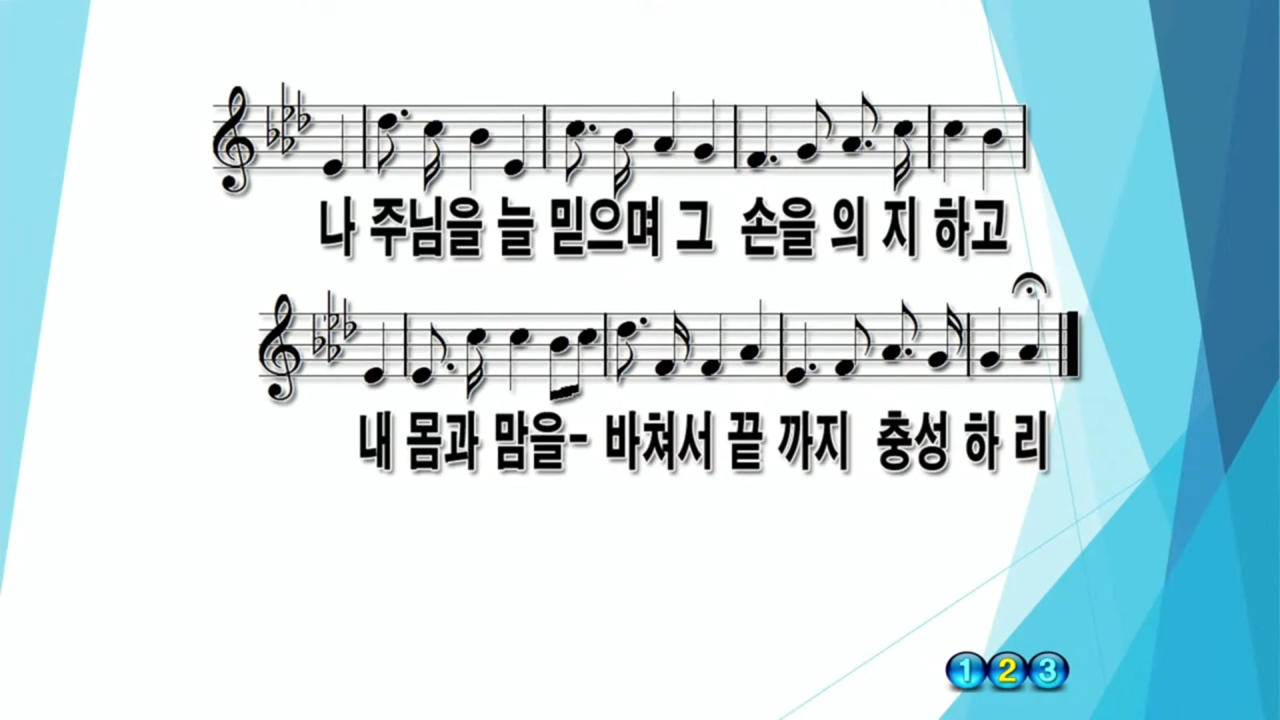 나 주님을 늘 믿으며 그 손을 의 지 하고
내 몸과 맘을- 바쳐서 끝 까지 충성 하 리
1 2 3